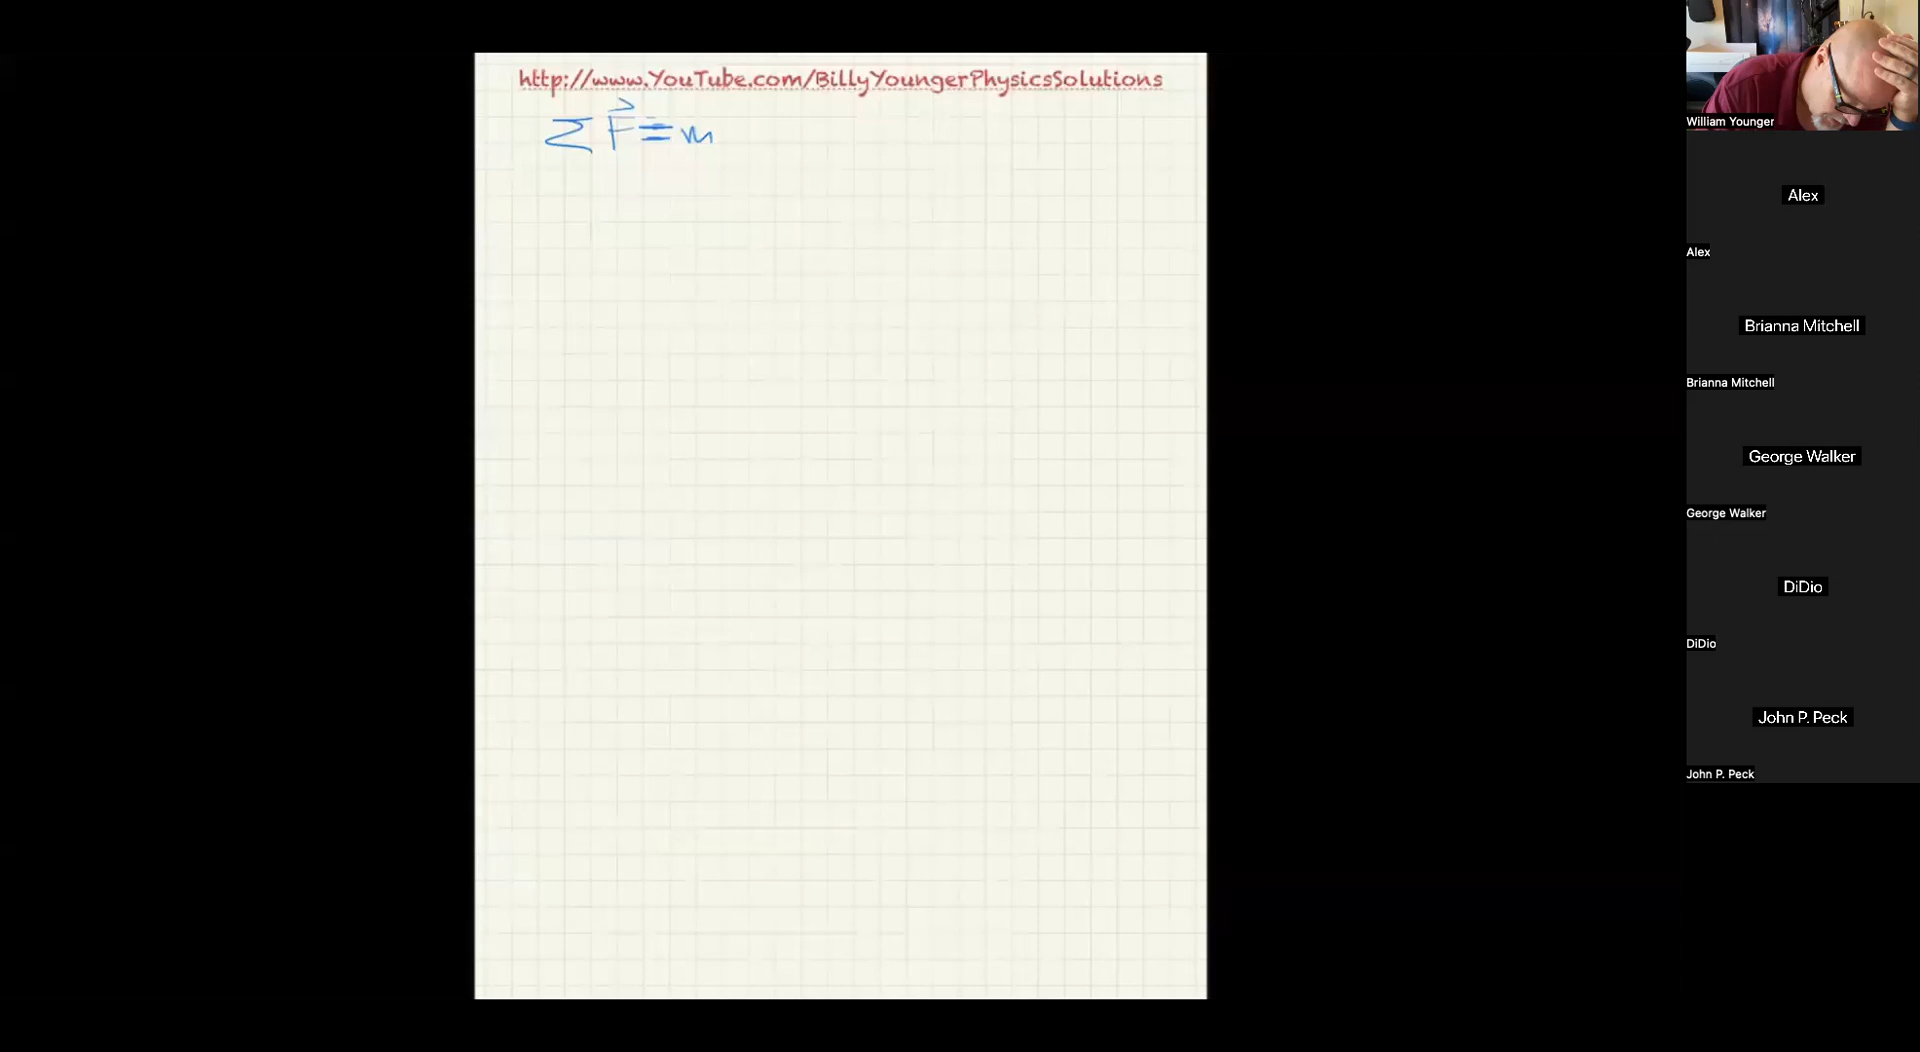 http://www.YouTube.com/BillyYoungerPhysicsSolutions
∑ F⃗ = m
William Younger
Alex
Alex
Brianna Mitchell
Brianna Mitchell
George Walker
George Walker
DiDio
DiDio
John P. Peck
John P. Peck